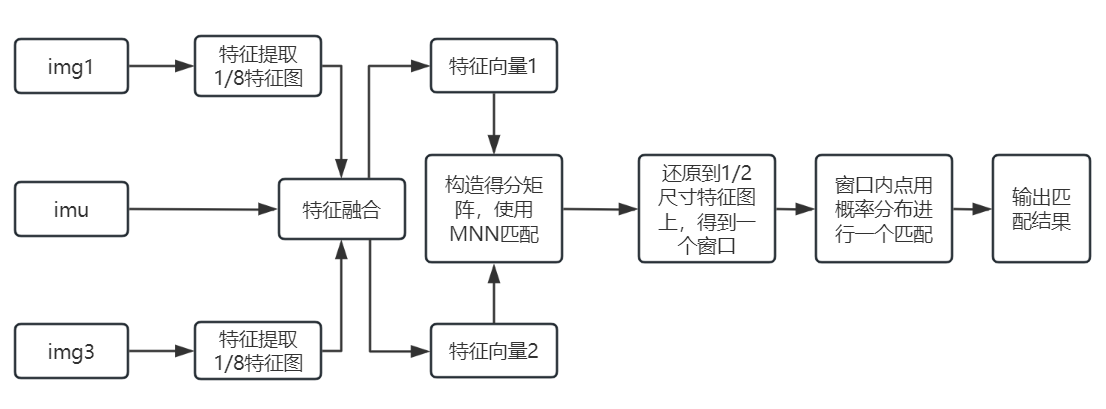 img1
特征提取
1/8特征图
特征向量1
imu
特征融合
构造得分矩
阵，使用
MNN匹配
还原到1/2
尺寸特征图
上，得到一
个窗口
窗口内点用
概率分布进
行一个匹配
输出匹
配结果
img3
特征提取
1/8特征图
特征向量2